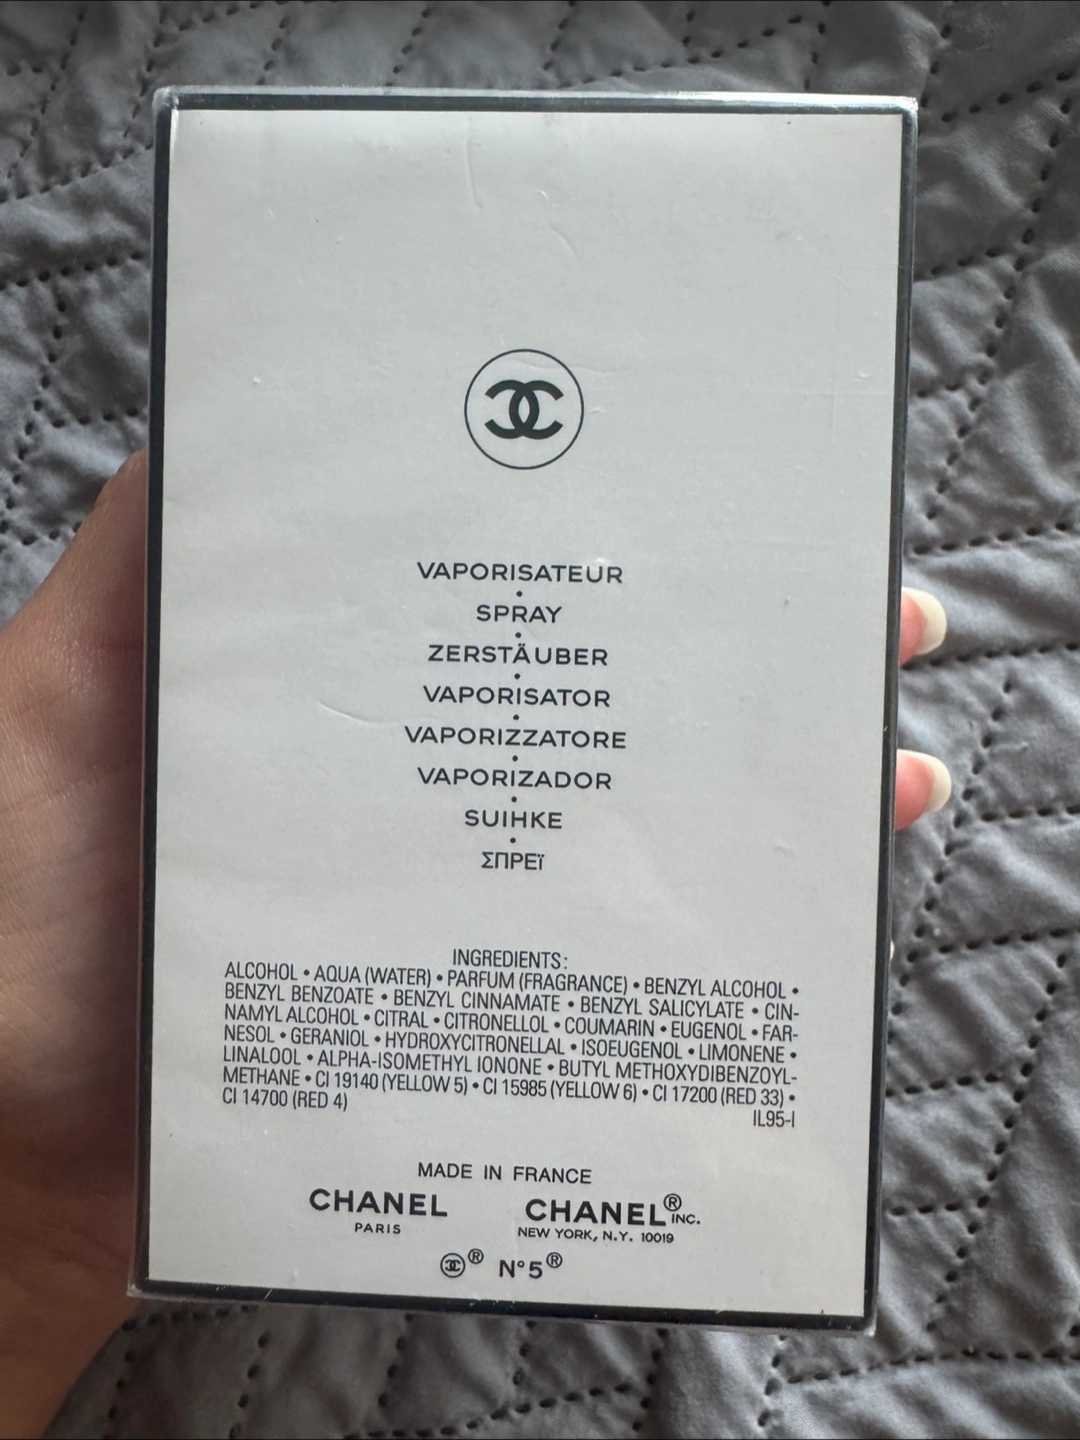 VAPORISATEUR
•
SPRAY
•
ZERSTÄUBER
•
VAPORISATOR
•
VAPORIZZATORE
•
VAPORIZADOR
•
SUIHKE
•
ΣΠΡΕΪ
INGREDIENTS:
ALCOHOL • AQUA (WATER) • PARFUM (FRAGRANCE) • BENZYL ALCOHOL •
BENZYL BENZOATE • BENZYL CINNAMATE • BENZYL SALICYLATE • CIN-
NAMYL ALCOHOL • CITRAL • CITRONELLOL • COUMARIN • EUGENOL • FAR-
NESOL • GERANIOL • HYDROXYCITRONELLAL • ISOEUGENOL • LIMONENE •
LINALOOL • ALPHA-ISOMETHYL IONONE • BUTYL METHOXYDIBENZOYL-
METHANE • CI 19140 (YELLOW 5) • CI 15985 (YELLOW 6) • CI 17200 (RED 33) •
CI 14700 (RED 4)
IL95-I
MADE IN FRANCE
CHANEL
PARIS
CHANEL® INC.
NEW YORK, N.Y. 10019
® N°5®